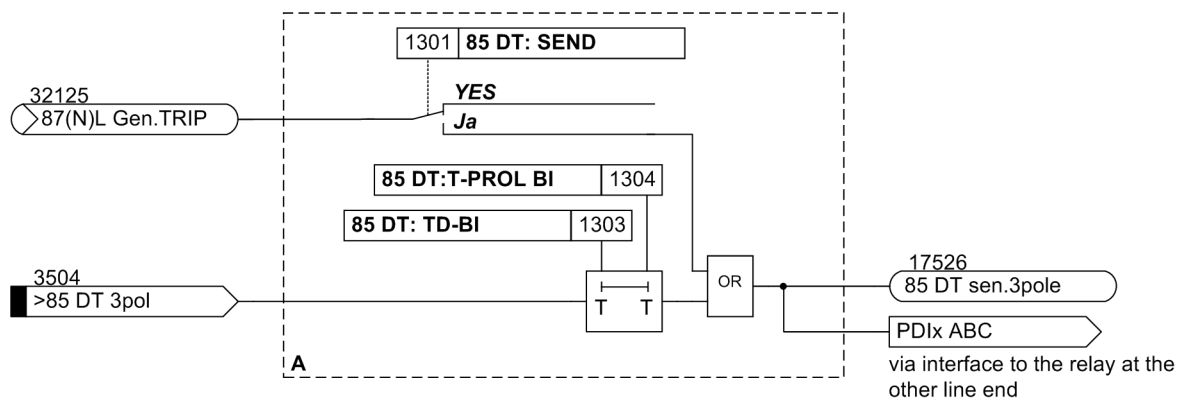 1301 85 DT: SEND
32125
87(N)L Gen.TRIP
YES
Ja
85 DT:T-PROL BI 1304
85 DT: TD-BI 1303
3504
>85 DT 3pol
T T
OR
17526
85 DT sen.3pole
PDIx ABC
via interface to the relay at the
other line end
A